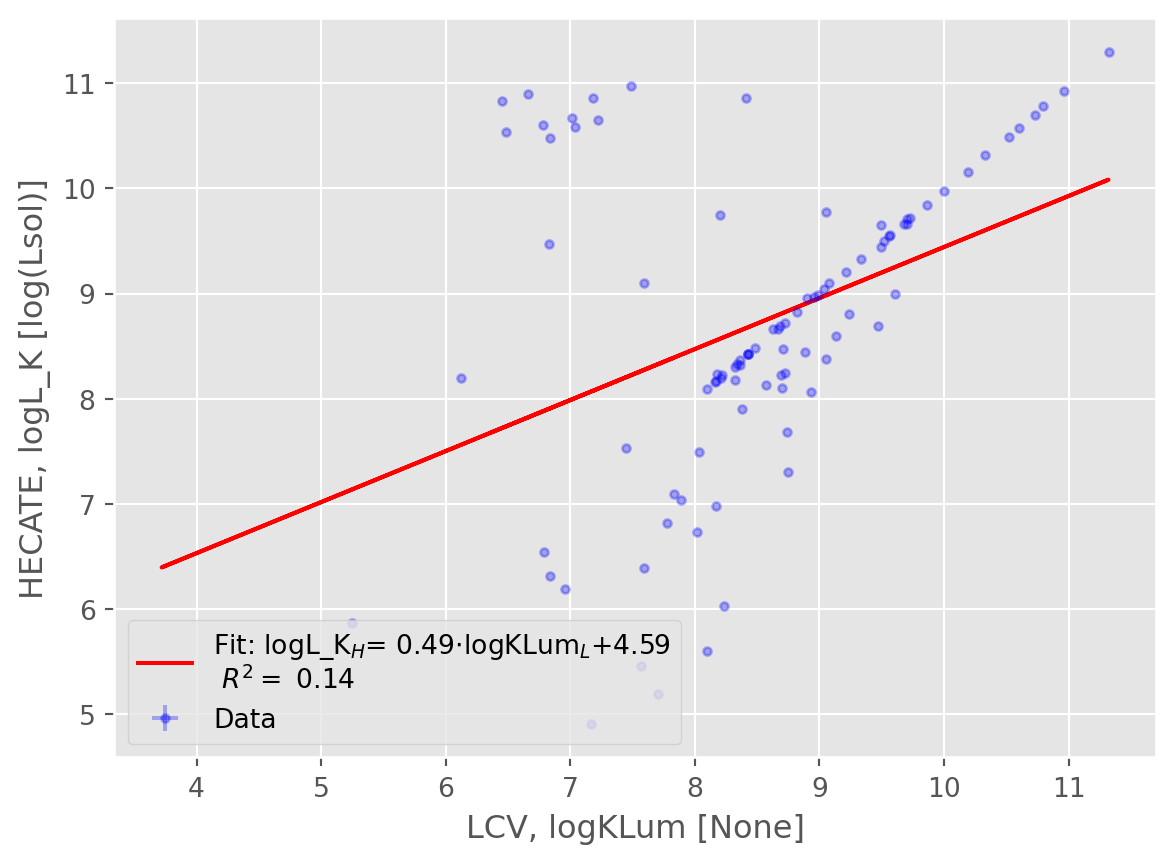 11
10
9
8
7
6
5
HECATE, logL_K [log(Lsol)]
Fit: logL_K_H= 0.49·logKLum_L+4.59
R² = 0.14
Data
4 5 6 7 8 9 10 11
LCV, logKLum [None]